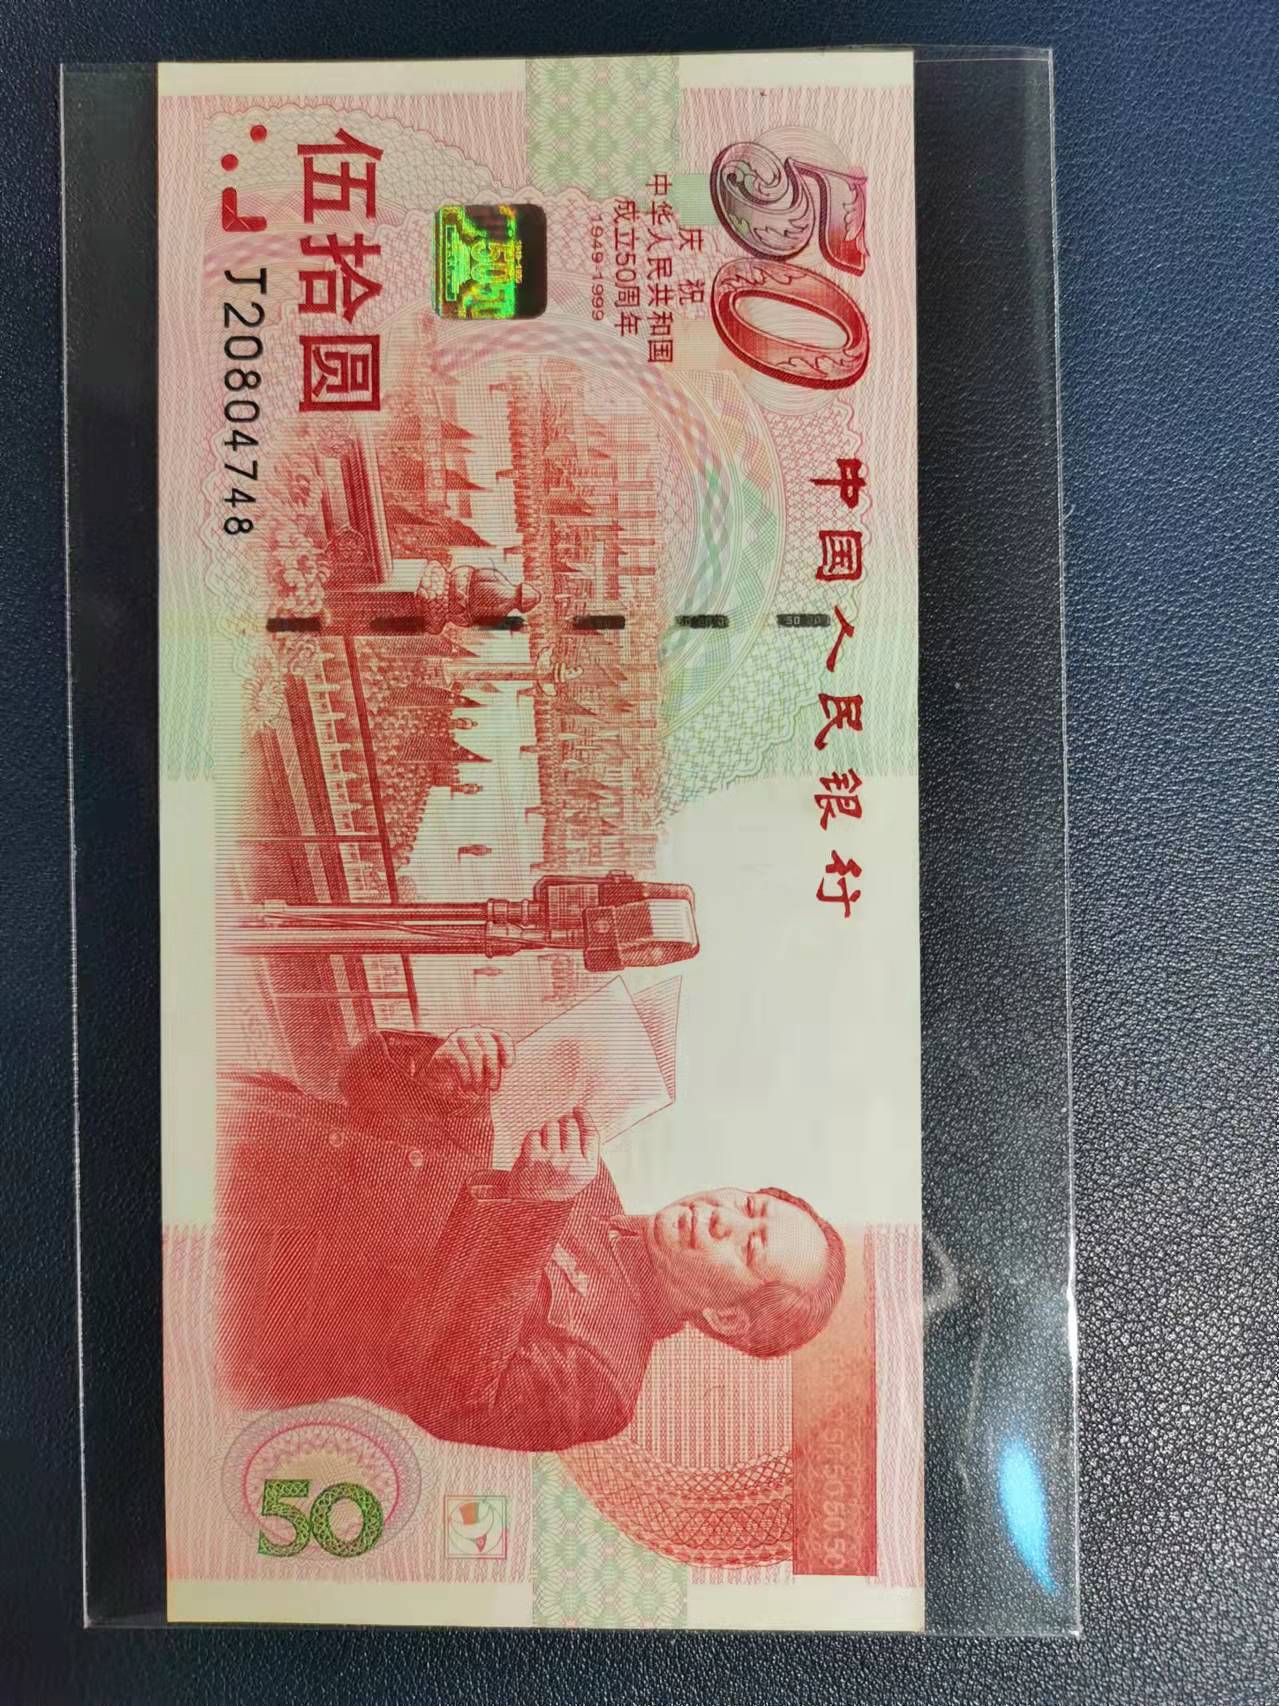 50
中国人民银行
庆祝
中华人民共和国
成立50周年
1949-1999
伍拾圆
J20804748
50